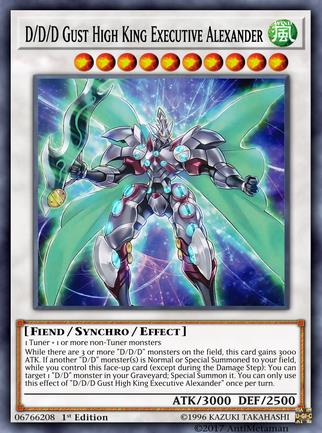 D/D/D Gust High King Executive Alexander
WIND
風
[Fiend / Synchro / Effect]
1 Tuner + 1 or more non-Tuner monsters
While there are 3 or more "D/D/D" monsters on the field, this card gains 3000
ATK. If another "D/D" monster(s) is Normal or Special Summoned to your field,
while you control this face-up card (except during the Damage Step): You can
target 1 "D/D" monster in your Graveyard; Special Summon it. You can only use
this effect of "D/D/D Gust High King Executive Alexander" once per turn.
ATK/3000 DEF/2500
06766208 1st Edition ©1996 KAZUKI TAKAHASHI
©2017 AntiMetaman